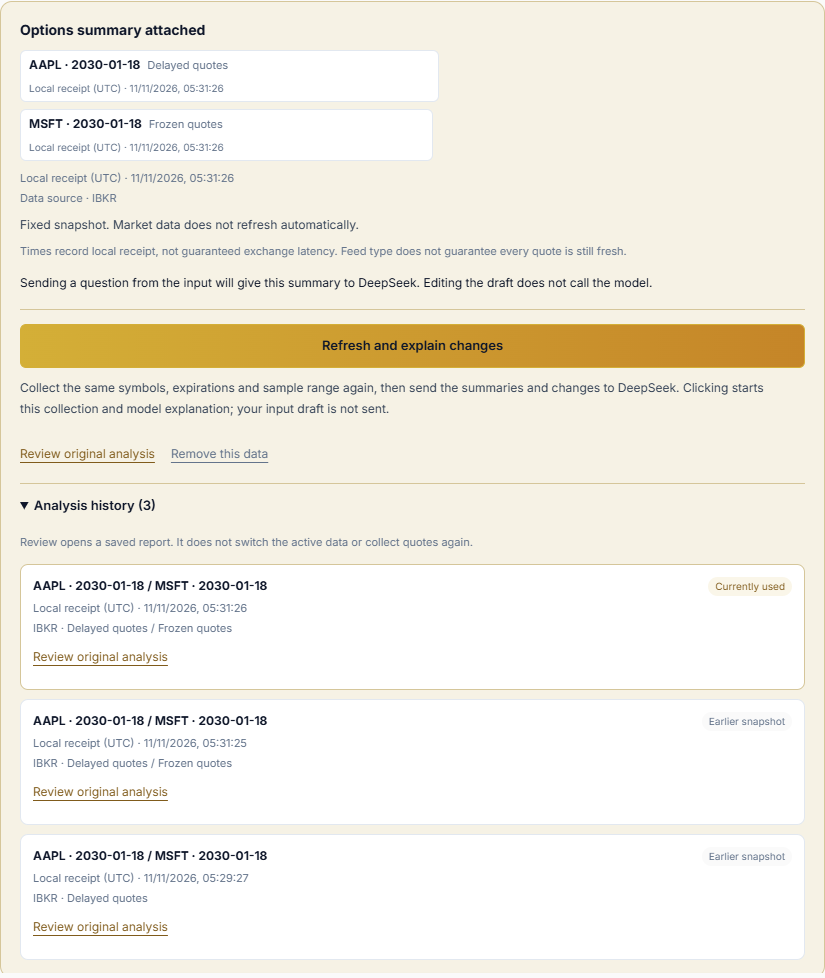 Options summary attached
AAPL · 2030-01-18 Delayed quotes
Local receipt (UTC) · 11/11/2026, 05:31:26
MSFT · 2030-01-18 Frozen quotes
Local receipt (UTC) · 11/11/2026, 05:31:26
Local receipt (UTC) · 11/11/2026, 05:31:26
Data source · IBKR
Fixed snapshot. Market data does not refresh automatically.
Times record local receipt, not guaranteed exchange latency. Feed type does not guarantee every quote is still fresh.
Sending a question from the input will give this summary to DeepSeek. Editing the draft does not call the model.
Refresh and explain changes
Collect the same symbols, expirations and sample range again, then send the summaries and changes to DeepSeek. Clicking starts
this collection and model explanation; your input draft is not sent.
Review original analysis Remove this data
▼ Analysis history (3)
Review opens a saved report. It does not switch the active data or collect quotes again.
AAPL · 2030-01-18 / MSFT · 2030-01-18 Currently used
Local receipt (UTC) · 11/11/2026, 05:31:26
IBKR · Delayed quotes / Frozen quotes
Review original analysis
AAPL · 2030-01-18 / MSFT · 2030-01-18 Earlier snapshot
Local receipt (UTC) · 11/11/2026, 05:31:25
IBKR · Delayed quotes / Frozen quotes
Review original analysis
AAPL · 2030-01-18 / MSFT · 2030-01-18 Earlier snapshot
Local receipt (UTC) · 11/11/2026, 05:29:27
IBKR · Delayed quotes
Review original analysis